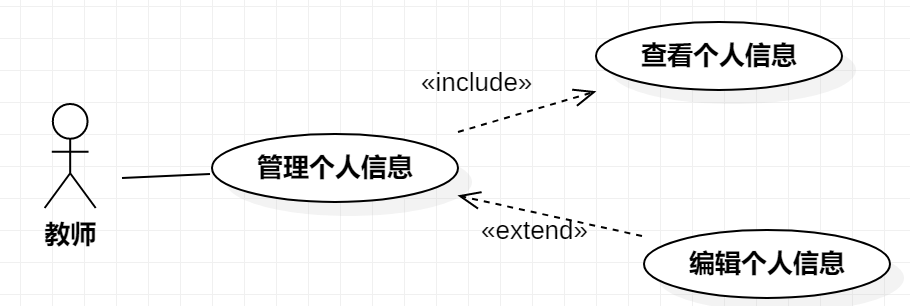 查看个人信息
«include»
管理个人信息
教师
«extend»
编辑个人信息